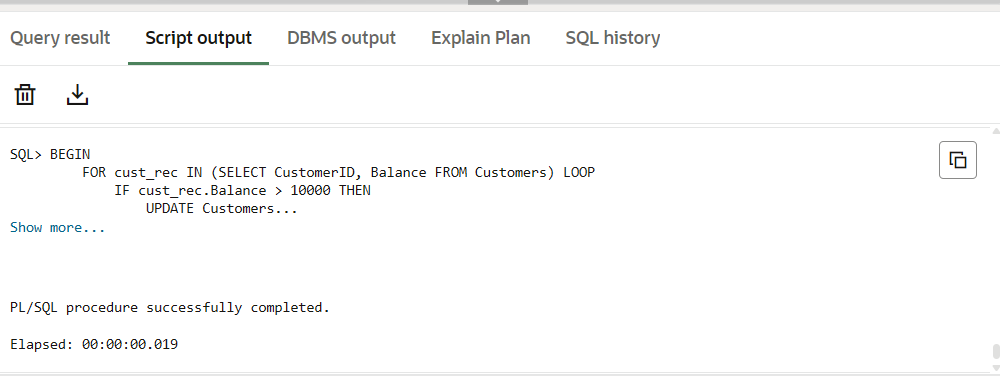 Query result Script output DBMS output Explain Plan SQL history
SQL> BEGIN
FOR cust_rec IN (SELECT CustomerID, Balance FROM Customers) LOOP
IF cust_rec.Balance > 10000 THEN
UPDATE Customers...
Show more...
PL/SQL procedure successfully completed.
Elapsed: 00:00:00.019